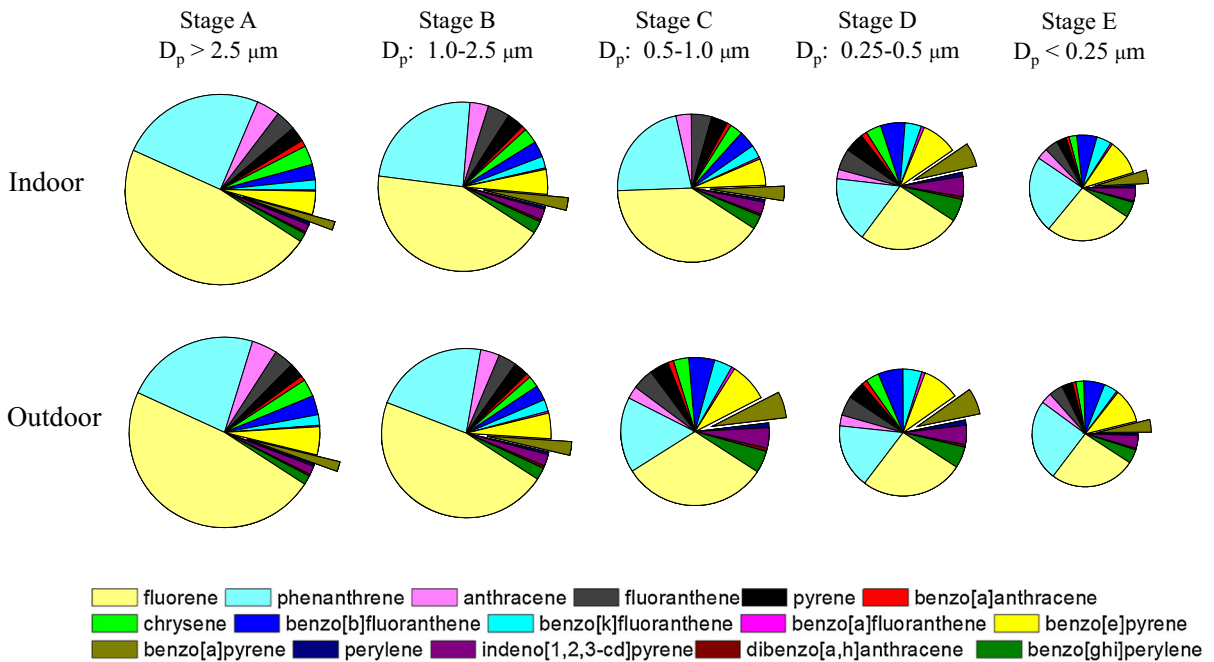 Stage A Stage B Stage C Stage D Stage E
Dp > 2.5 μm Dp: 1.0-2.5 μm Dp: 0.5-1.0 μm Dp: 0.25-0.5 μm Dp < 0.25 μm
Indoor
Outdoor
fluorene phenanthrene anthracene fluoranthene pyrene benzo[a]anthracene
chrysene benzo[b]fluoranthene benzo[k]fluoranthene benzo[a]fluoranthene benzo[e]pyrene
benzo[a]pyrene perylene indeno[1,2,3-cd]pyrene dibenzo[a,h]anthracene benzo[ghi]perylene